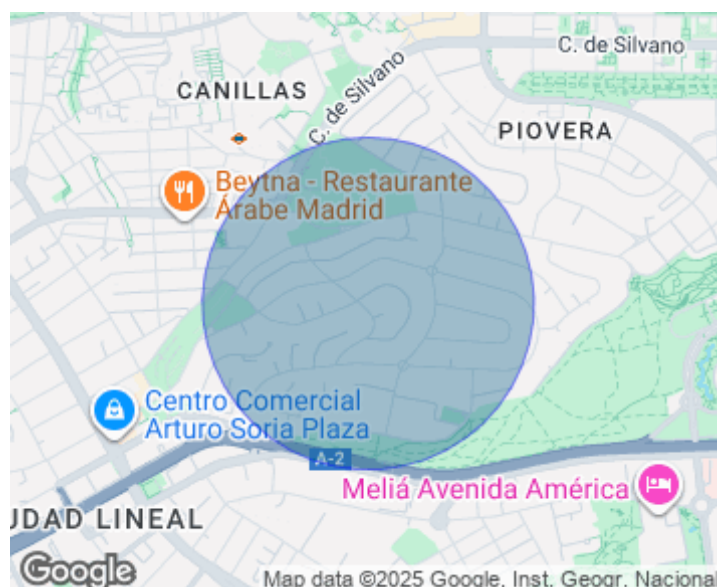 C. de Silvano
CANILLAS
C. de Silvano
PIOVERA
Beytna - Restaurante
Árabe Madrid
Centro Comercial
Arturo Soria Plaza
A-2
Meliá Avenida América
UDAD LINEAL
Google
Map data ©2025 Google, Inst. Geogr. Nacional